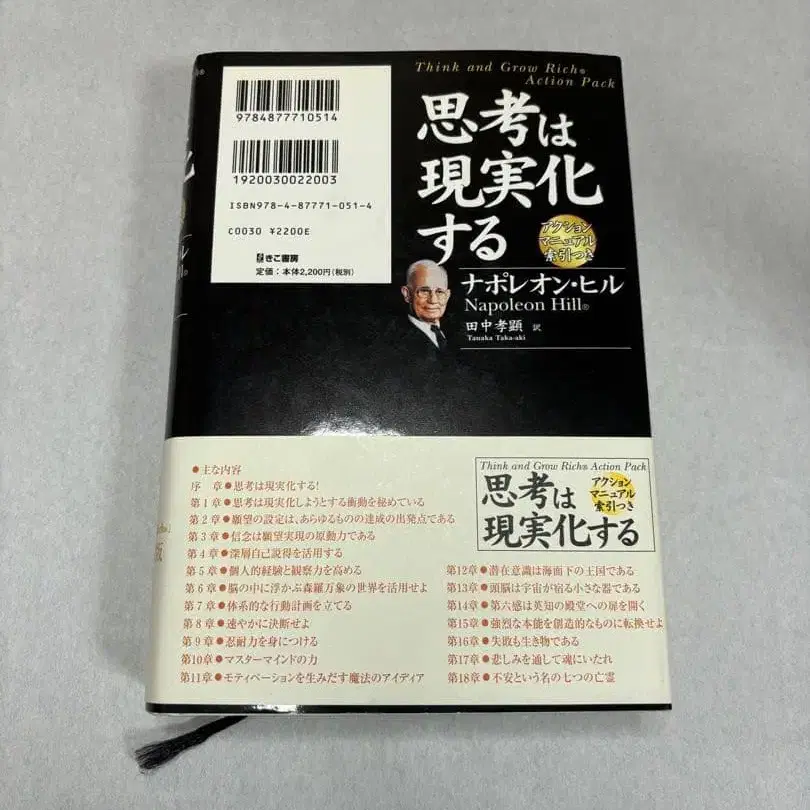 9784877710514
1920030022003
ISBN978-4-87771-051-4
C0030 ¥2200E
きこ書房
定価：本体2,200円(税別)
Think and Grow Rich® Action Pack
思考は
現実化
する
アクション
マニュアル
索引つき
ナポレオン・ヒル
Napoleon Hill®
田中孝顕 訳
Tanaka Taka-aki
●主な内容
序　章●思考は現実化する!
第1章●思考は現実化しようとする衝動を秘めている
第2章●願望の設定は、あらゆるものの達成の出発点である
第3章●信念は願望実現の原動力である
第4章●深層自己説得を活用する
第5章●個人的経験と観察力を高める
第6章●脳の中に浮かぶ森羅万象の世界を活用せよ
第7章●体系的な行動計画を立てる
第8章●速やかに決断せよ
第9章●忍耐力を身につける
第10章●マスターマインドの力
第11章●モティベーションを生みだす魔法のアイディア
Think and Grow Rich® Action Pack
思考は
現実化する
アクション
マニュアル
索引つき
第12章●潜在意識は海面下の王国である
第13章●頭脳は宇宙が宿る小さな器である
第14章●第六感は英知の殿堂への扉を開く
第15章●強烈な本能を創造的なものに転換せよ
第16章●失敗も生き物である
第17章●悲しみを通して魂にいたれ
第18章●不安という名の七つの亡霊